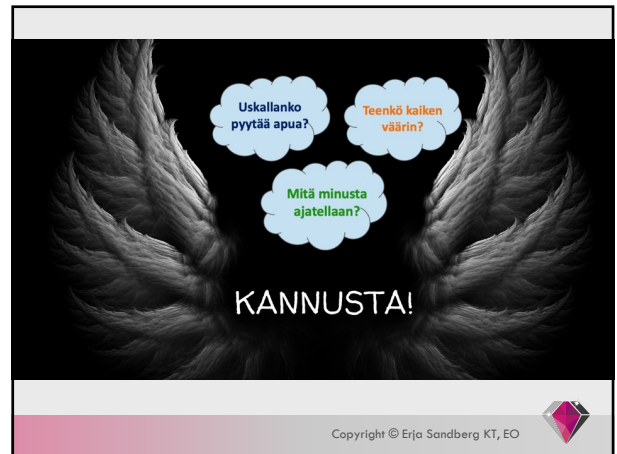 Uskallanko
pyytää apua?
Teenkö kaiken
väärin?
Mitä minusta
ajatellaan?
KANNUSTA!
Copyright © Erja Sandberg KT, EO